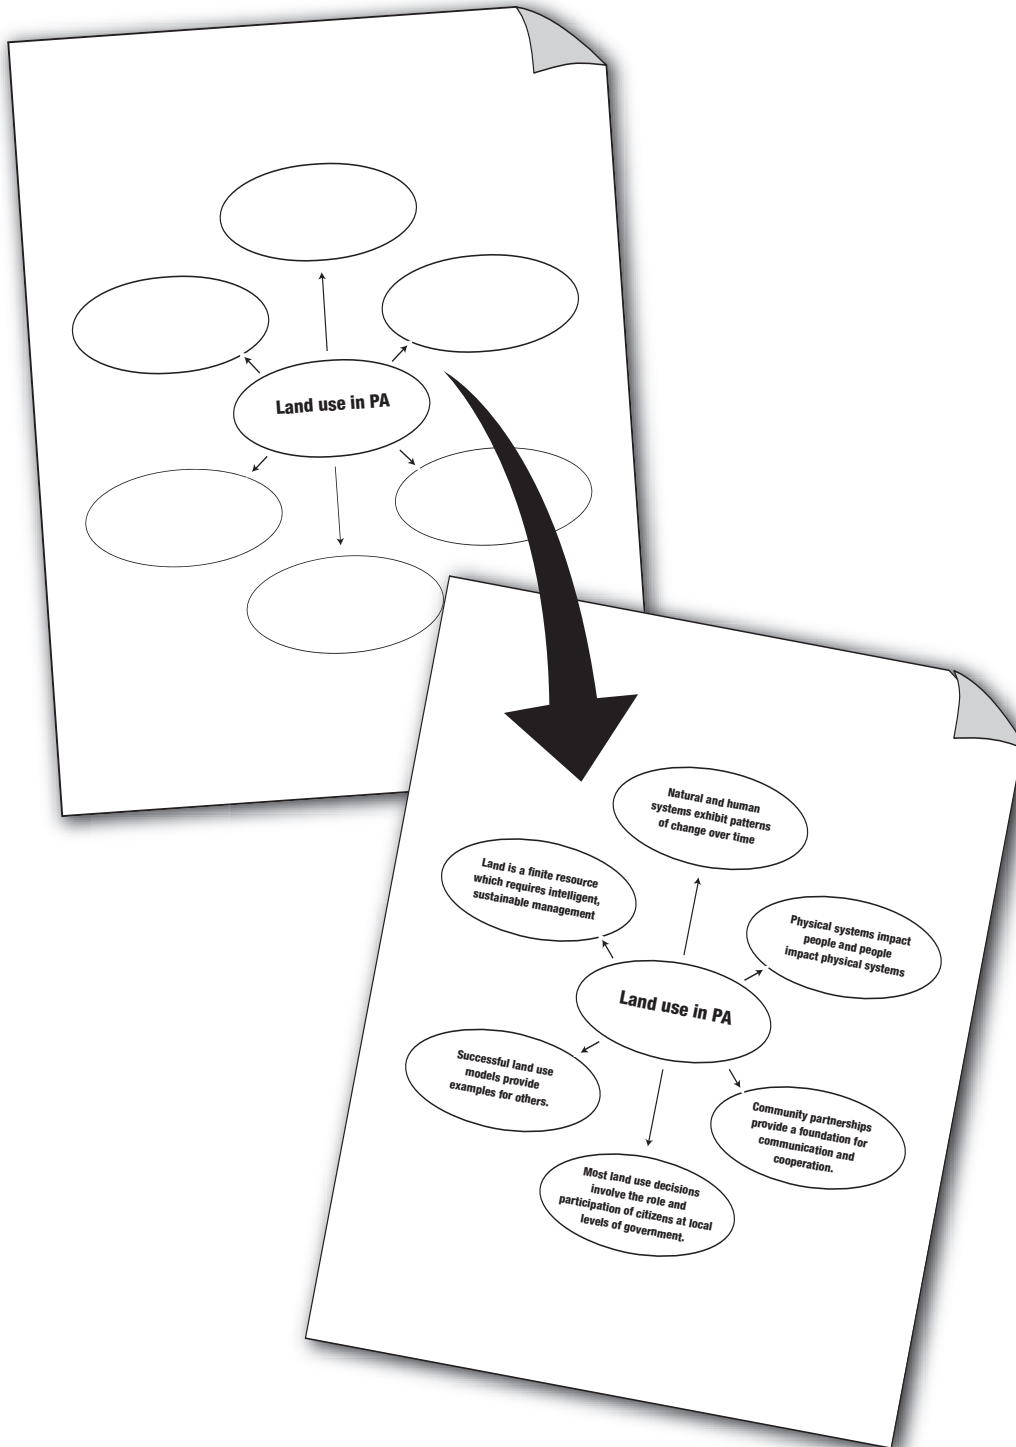 Land use in PA
Natural and human
systems exhibit patterns
of change over time
Land is a finite resource
which requires intelligent,
sustainable management
Physical systems impact
people and people
impact physical systems
Land use in PA
Successful land use
models provide
examples for others.
Community partnerships
provide a foundation for
communication and
cooperation.
Most land use decisions
involve the role and
participation of citizens at local
levels of government.